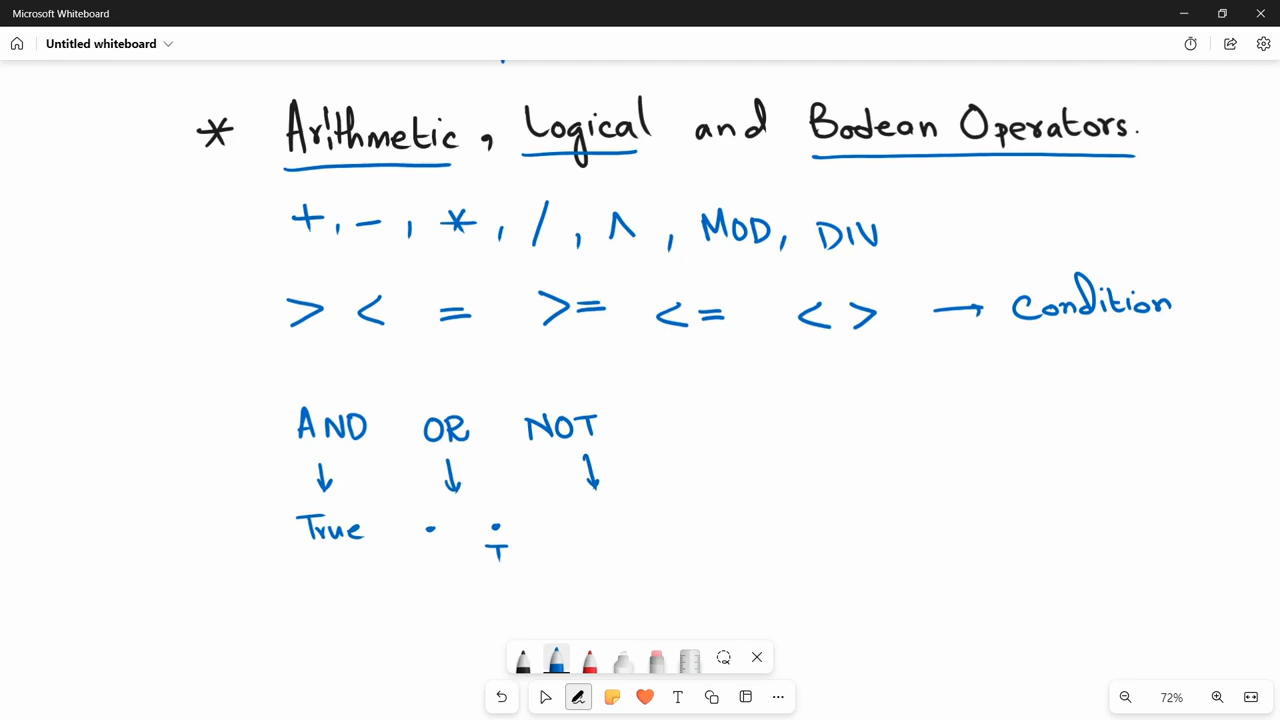 Microsoft Whiteboard
Untitled whiteboard
* Arithmetic, Logical and Boolean Operators.
+, -, *, /, ^, MOD, DIV
> < = >= <= <> → Condition
AND OR NOT
↓ ↓ ↓
True • •
T
72%